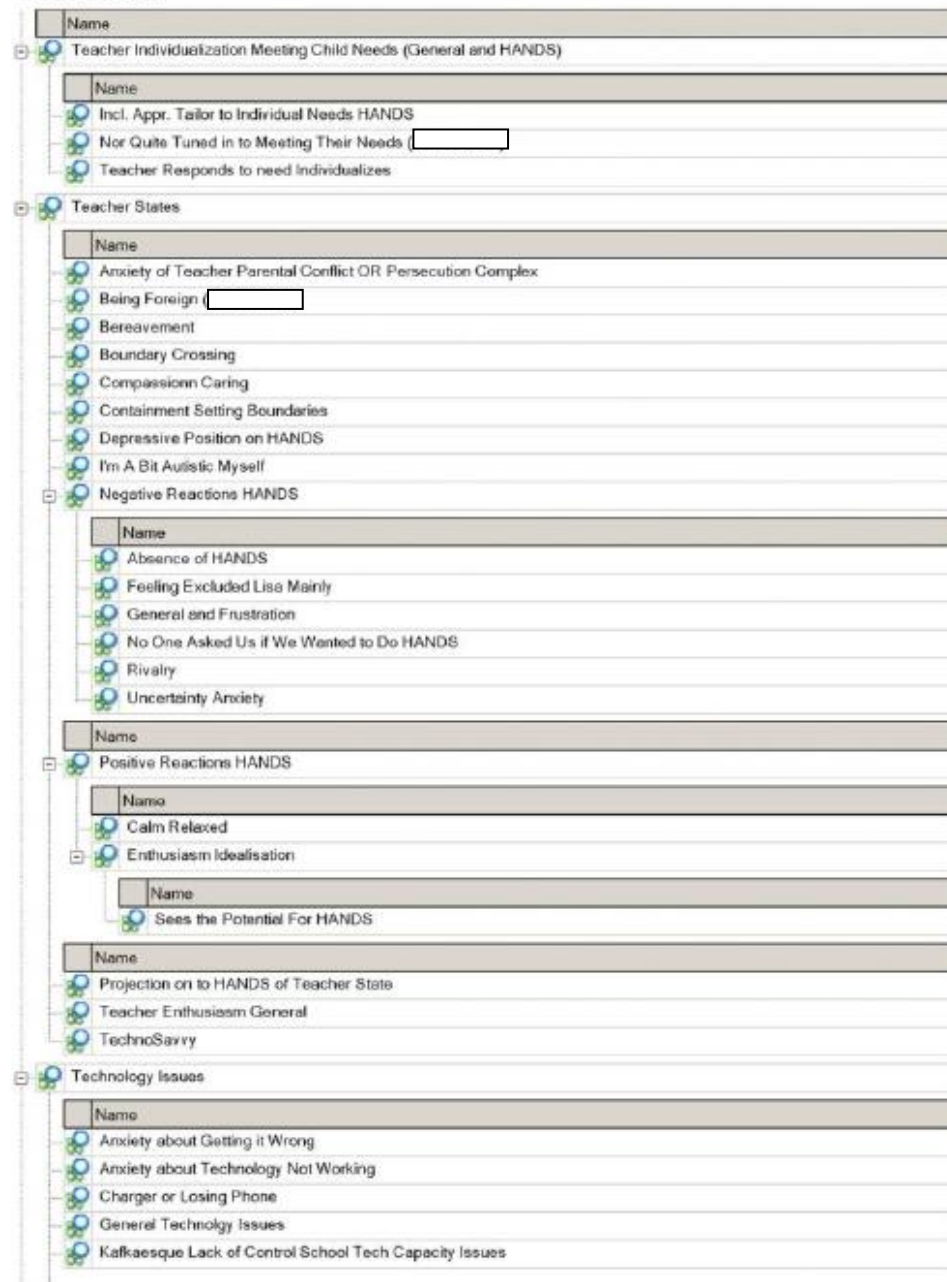 Name
Teacher Individualization Meeting Child Needs (General and HANDS)
Name
Incl. Appr. Tailor to Individual Needs HANDS
Nor Quite Tuned in to Meeting Their Needs (
Teacher Responds to need Individualizes
Teacher States
Name
Anxiety of Teacher Parental Conflict OR Persecution Complex
Being Foreign (
Bereavement
Boundary Crossing
Compassionn Caring
Containment Setting Boundaries
Depressive Position on HANDS
I'm A Bit Autistic Myself
Negative Reactions HANDS
Name
Absence of HANDS
Feeling Excluded Lisa Mainly
General and Frustration
No One Asked Us if We Wanted to Do HANDS
Rivalry
Uncertainty Anxiety
Name
Positive Reactions HANDS
Name
Calm Relaxed
Enthusiasm Idealisation
Name
Sees the Potential For HANDS
Name
Projection on to HANDS of Teacher State
Teacher Enthusiasm General
TechnoSavvy
Technology Issues
Name
Anxiety about Getting it Wrong
Anxiety about Technology Not Working
Charger or Losing Phone
General Technolgy Issues
Kafkaesque Lack of Control School Tech Capacity Issues